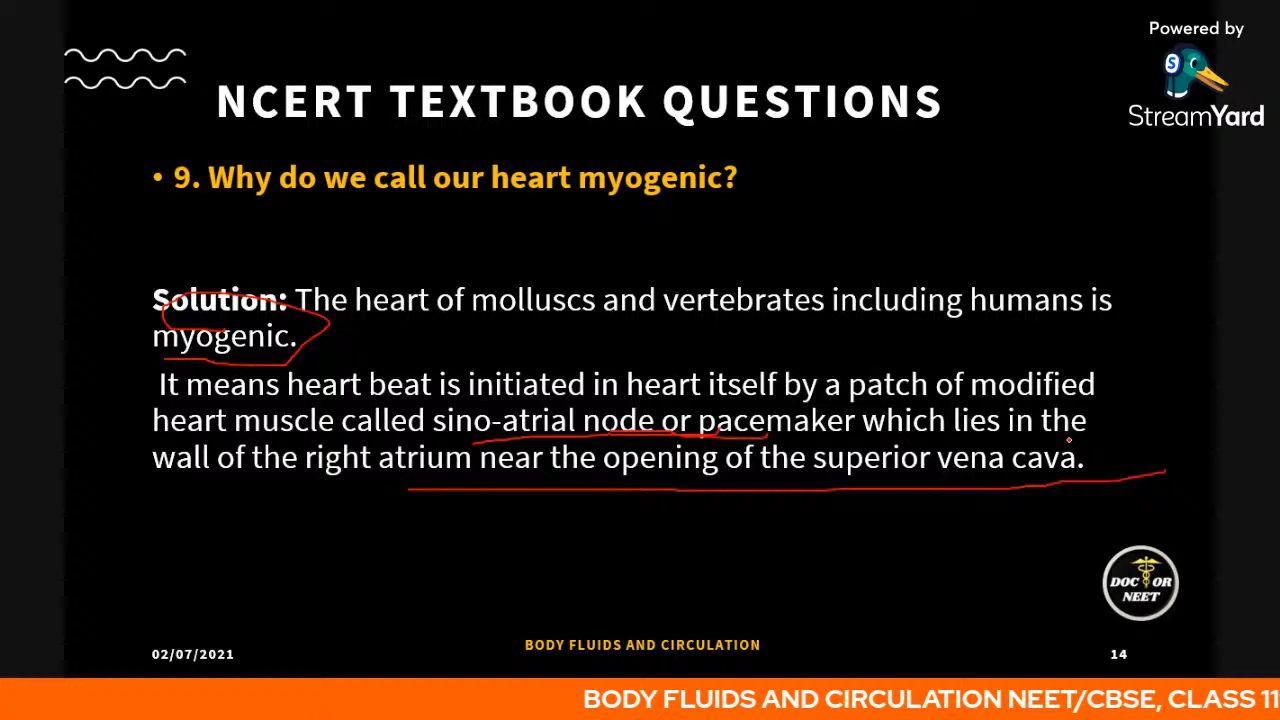 Powered by
StreamYard
NCERT TEXTBOOK QUESTIONS
• 9. Why do we call our heart myogenic?
Solution: The heart of molluscs and vertebrates including humans is
myogenic.
It means heart beat is initiated in heart itself by a patch of modified
heart muscle called sino-atrial node or pacemaker which lies in the
wall of the right atrium near the opening of the superior vena cava.
DOCTOR
NEET
02/07/2021
BODY FLUIDS AND CIRCULATION
14
BODY FLUIDS AND CIRCULATION NEET/CBSE, CLASS 11